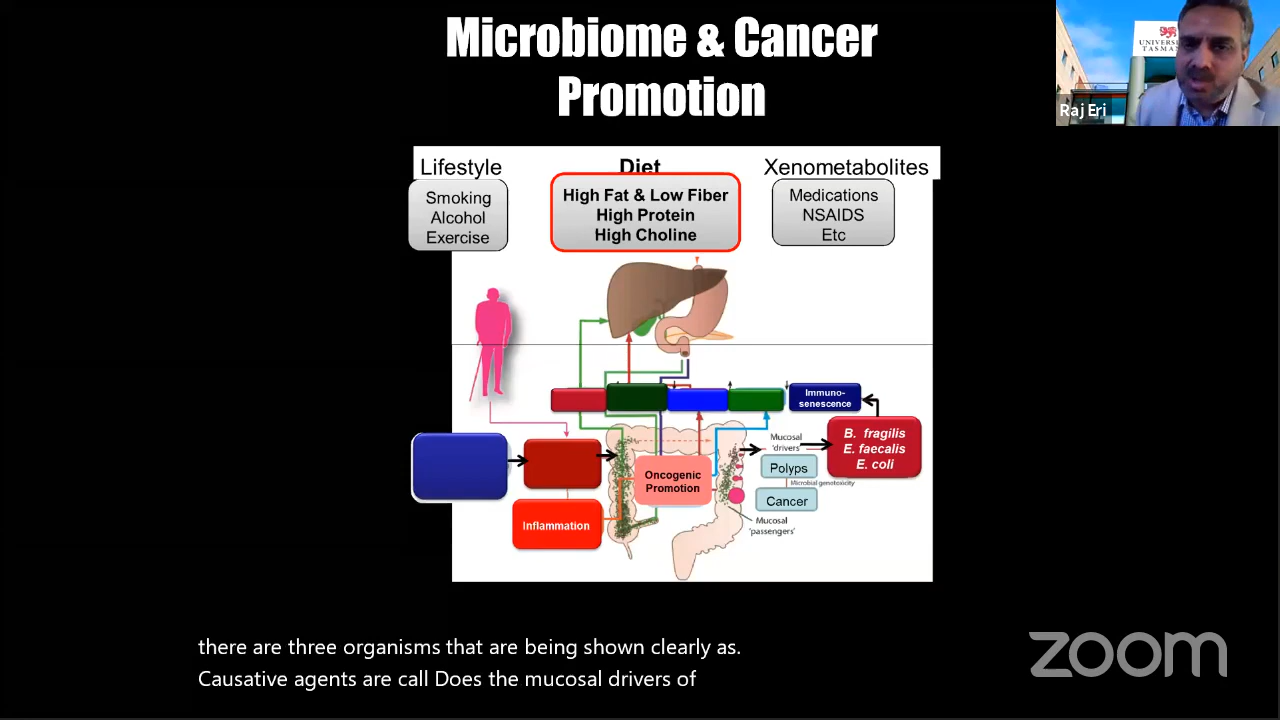 Microbiome & Cancer
Promotion
UNIVERSI
TASMAN
Raj Eri
Lifestyle
Diet
Xenometabolites
Smoking
Alcohol
Exercise
High Fat & Low Fiber
High Protein
High Choline
Medications
NSAIDS
Etc
Immuno-
senescence
B. fragilis
E. faecalis
E. coli
Mucosal
'drivers'
Polyps
Microbial genotoxicity
Cancer
Mucosal
'passengers'
Oncogenic
Promotion
Inflammation
there are three organisms that are being shown clearly as.
Causative agents are call Does the mucosal drivers of
zoom